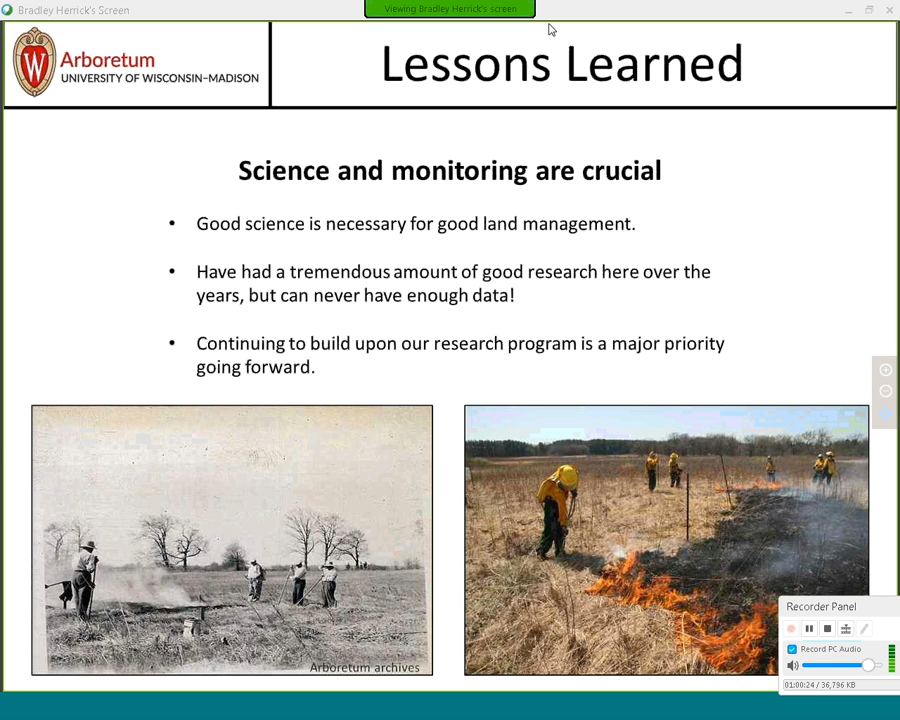 Bradley Herrick's Screen
Viewing Bradley Herrick's screen
W
Arboretum
UNIVERSITY OF WISCONSIN–MADISON
Lessons Learned
Science and monitoring are crucial
• Good science is necessary for good land management.
• Have had a tremendous amount of good research here over the
years, but can never have enough data!
• Continuing to build upon our research program is a major priority
going forward.
Arboretum archives
Recorder Panel
Record PC Audio
01:00:24 / 36,796 KB